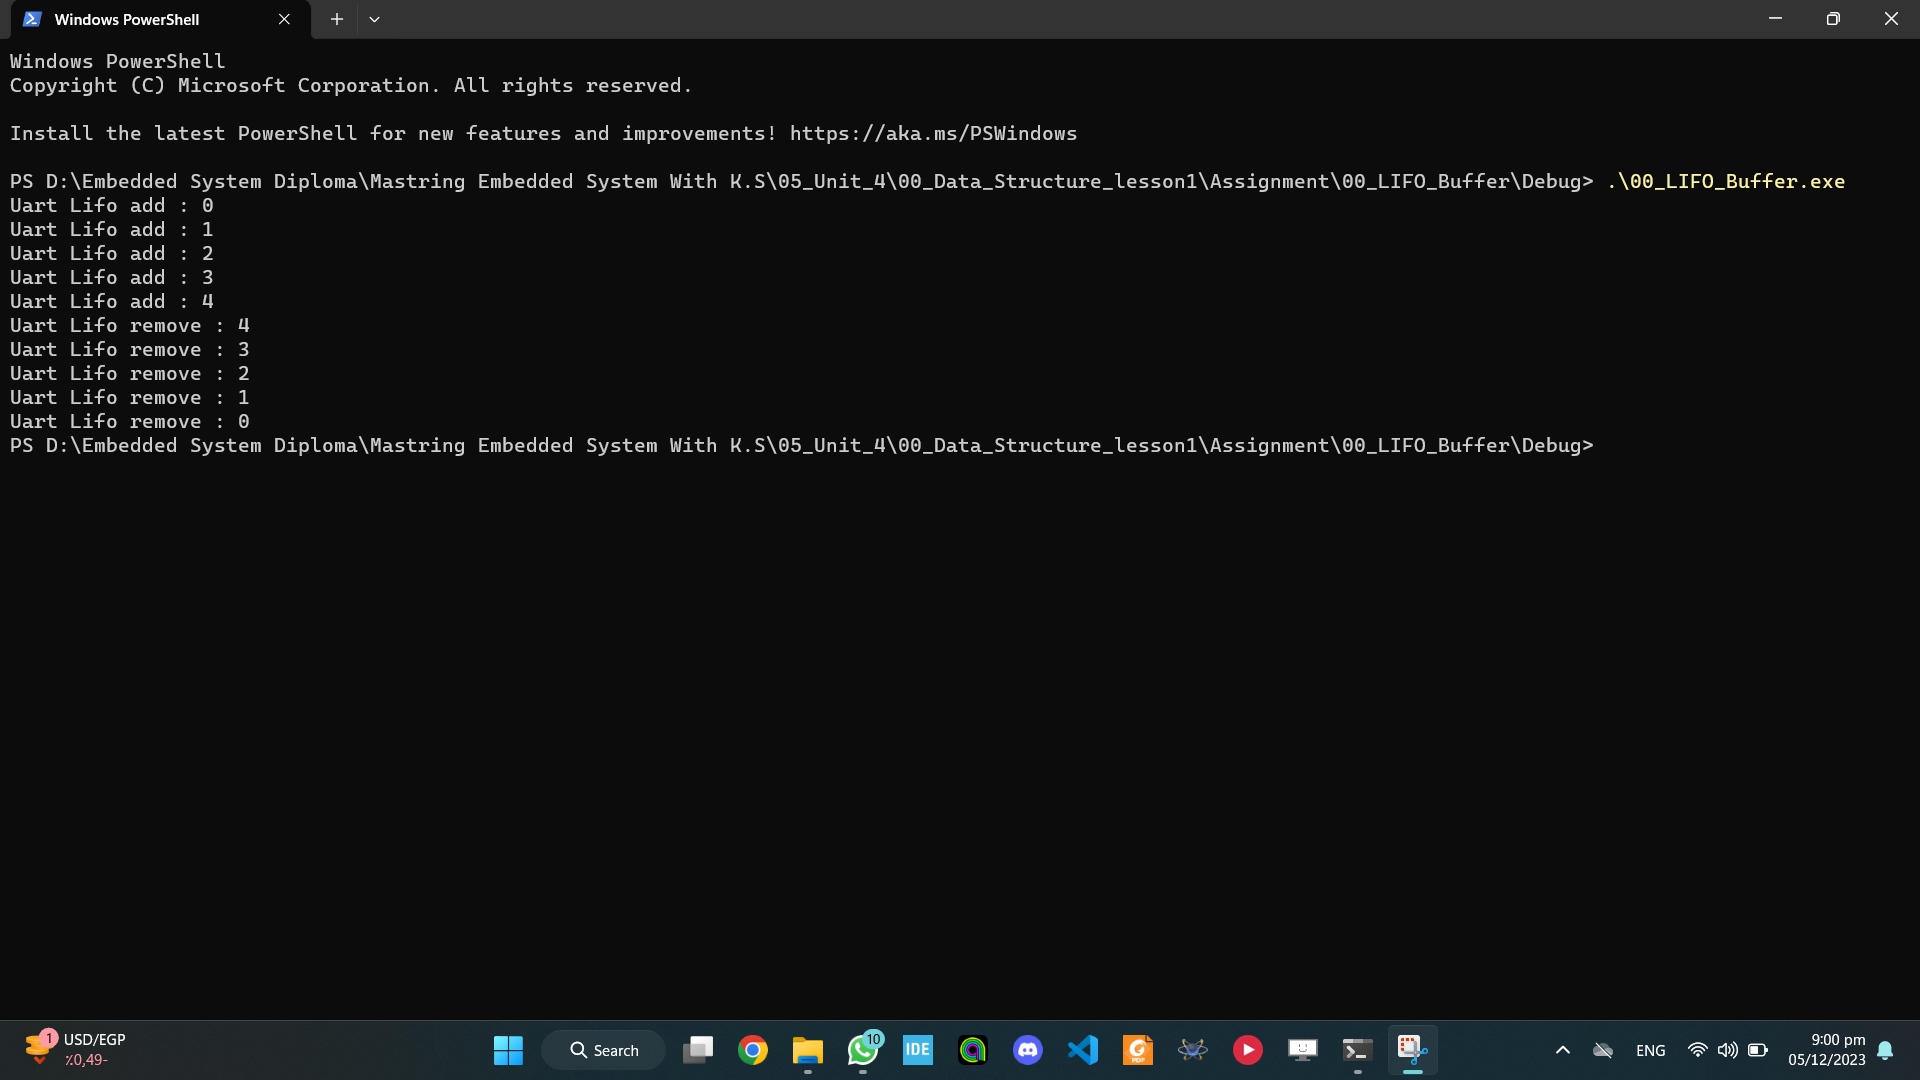 Windows PowerShell
Windows PowerShell
Copyright (C) Microsoft Corporation. All rights reserved.
Install the latest PowerShell for new features and improvements! https://aka.ms/PSWindows
PS D:\Embedded System Diploma\Mastring Embedded System With K.S\05_Unit_4\00_Data_Structure_lesson1\Assignment\00_LIFO_Buffer\Debug> .\00_LIFO_Buffer.exe
Uart Lifo add : 0
Uart Lifo add : 1
Uart Lifo add : 2
Uart Lifo add : 3
Uart Lifo add : 4
Uart Lifo remove : 4
Uart Lifo remove : 3
Uart Lifo remove : 2
Uart Lifo remove : 1
Uart Lifo remove : 0
PS D:\Embedded System Diploma\Mastring Embedded System With K.S\05_Unit_4\00_Data_Structure_lesson1\Assignment\00_LIFO_Buffer\Debug>
1
USD/EGP
٪0,49-
Search
10
IDE
PDF
ENG
9:00 pm
05/12/2023